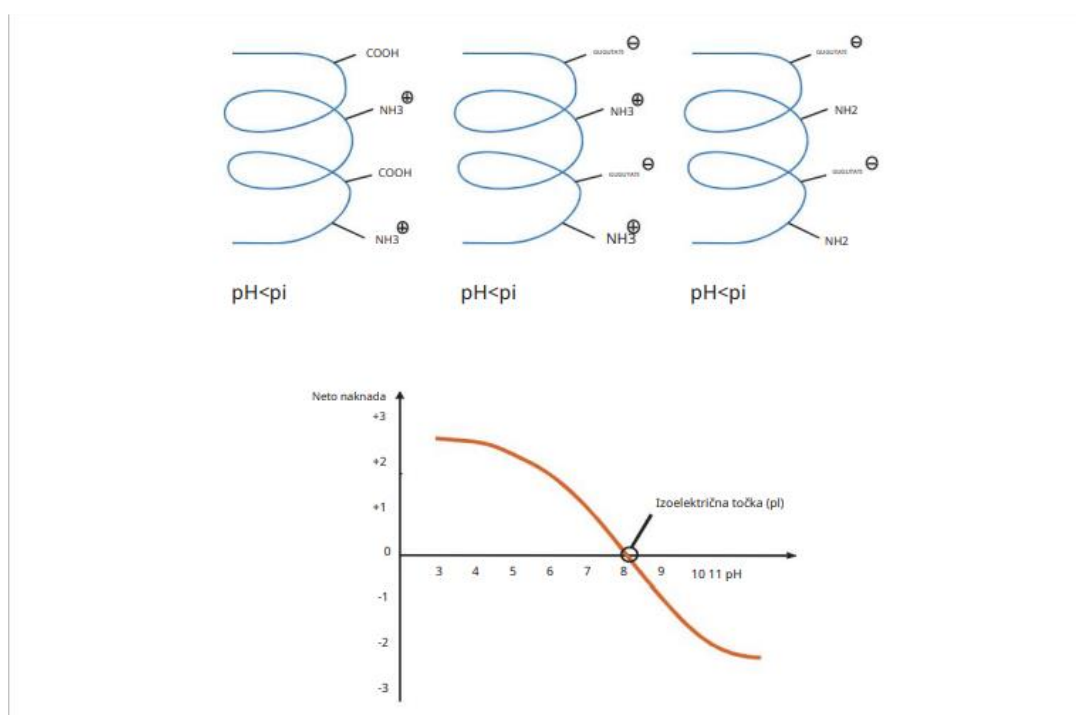 COOH
NH3⊕
COOH
NH3⊕
pH<pi
⊖
NH3⊕
⊖
NH3⊕
pH<pi
⊖
NH2
⊖
NH2
pH<pi
Neto naknada
+3
+2
+1
0
-1
-2
-3
Izoelektrična točka (pl)
3 4 5 6 7 8 9 10 11 pH